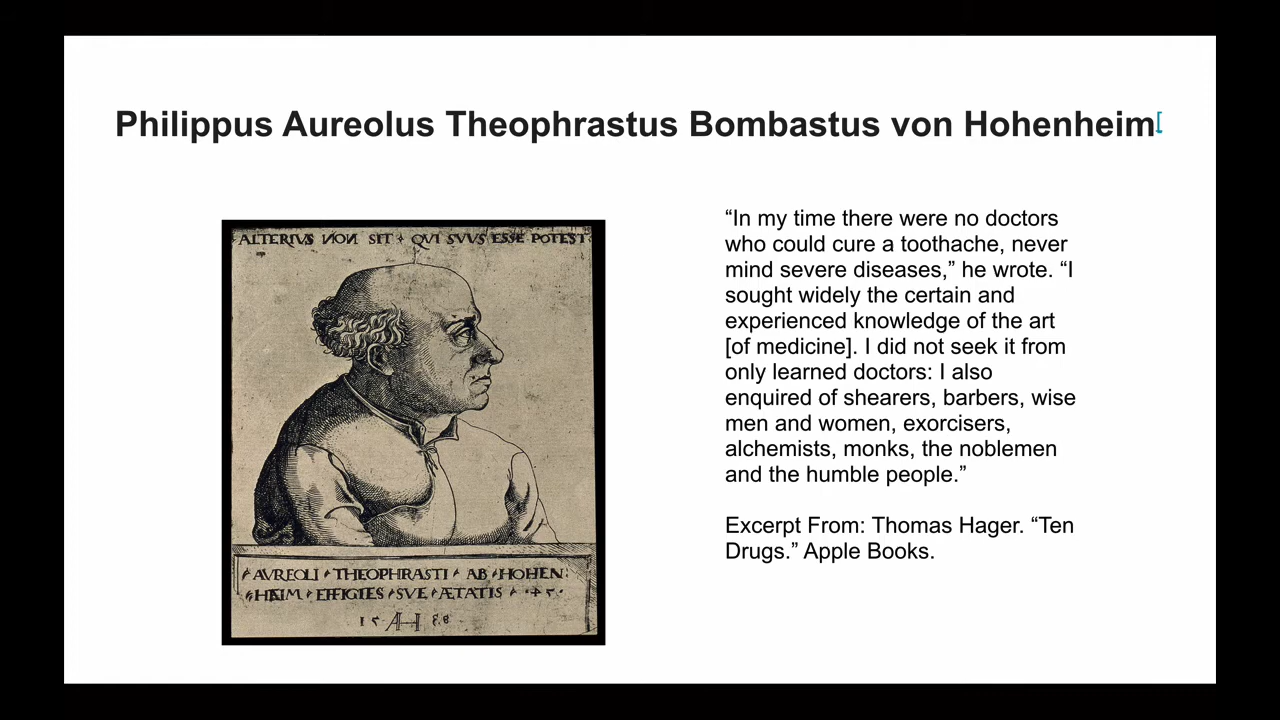 Philippus Aureolus Theophrastus Bombastus von Hohenheim[
ALTERIVS NON SIT QVI SVVS ESSE POTEST
AVREOLI THEOPHRASTI AB HOHEN
HEIM EFFIGIES SVE ÆTATIS 45
15 AH 38
“In my time there were no doctors
who could cure a toothache, never
mind severe diseases,” he wrote. “I
sought widely the certain and
experienced knowledge of the art
[of medicine]. I did not seek it from
only learned doctors: I also
enquired of shearers, barbers, wise
men and women, exorcisers,
alchemists, monks, the noblemen
and the humble people.”
Excerpt From: Thomas Hager. “Ten
Drugs.” Apple Books.